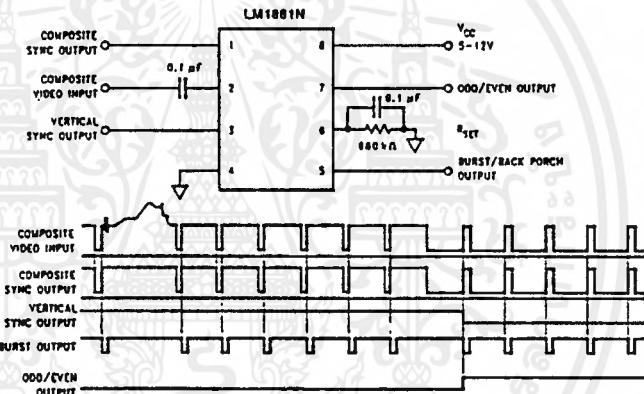 LM1881N
COMPOSITE
SYNC OUTPUT
1
8
VCC
5-12V
COMPOSITE
VIDEO INPUT
0.1 µF
2
7
ODD/EVEN OUTPUT
VERTICAL
SYNC OUTPUT
3
6
0.1 µF
680 kΩ
RSET
4
5
BURST/BACK PORCH
OUTPUT
COMPOSITE
VIDEO INPUT
COMPOSITE
SYNC OUTPUT
VERTICAL
SYNC OUTPUT
BURST OUTPUT
ODD/EVEN
OUTPUT